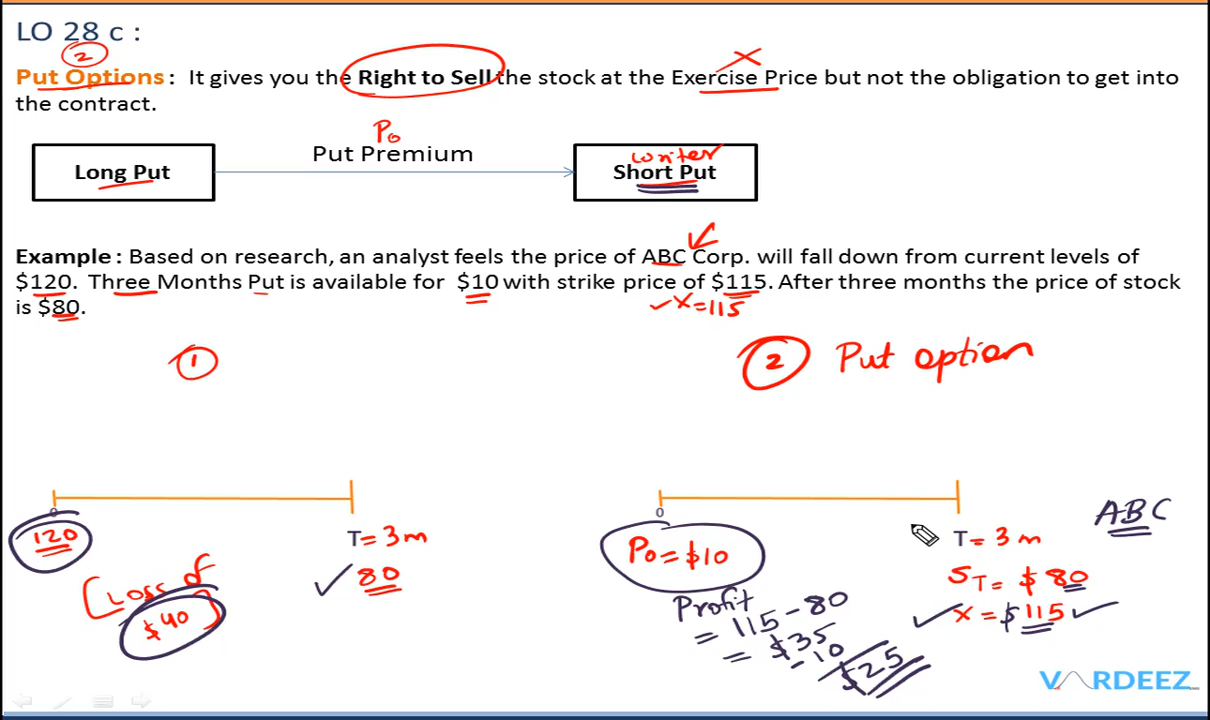 LO 28 c :
2
Put Options : It gives you the Right to Sell the stock at the Exercise Price but not the obligation to get into
X
the contract.
P0
Long Put
Put Premium
writer
Short Put
Example : Based on research, an analyst feels the price of ABC Corp. will fall down from current levels of
$120. Three Months Put is available for $10 with strike price of $115. After three months the price of stock
is $80.
X=115
1
2 Put option
0
120
T= 3m
80
[Loss of
$40]
0
P0=$10
T= 3m
ST= $80
X=$115
ABC
Profit
= 115-80
= $35
-10
$25
VARDEEZ